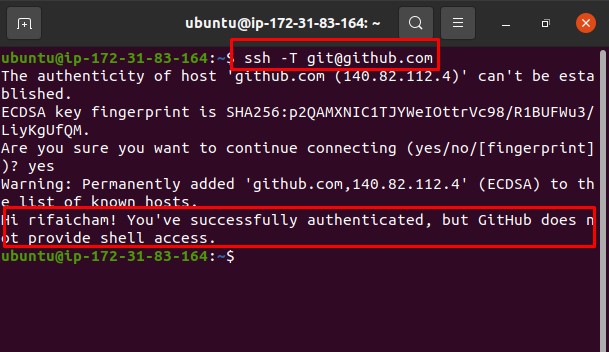 ubuntu@ip-172-31-83-164: ~
ubuntu@ip-172-31-83-164:~$ ssh -T git@github.com
The authenticity of host 'github.com (140.82.112.4)' can't be esta
blished.
ECDSA key fingerprint is SHA256:p2QAMXNIC1TJYWeIOttrVc98/R1BUFWu3/
LiyKgUfQM.
Are you sure you want to continue connecting (yes/no/[fingerprint]
)? yes
Warning: Permanently added 'github.com,140.82.112.4' (ECDSA) to th
e list of known hosts.
Hi rifaicham! You've successfully authenticated, but GitHub does n
ot provide shell access.
ubuntu@ip-172-31-83-164:~$